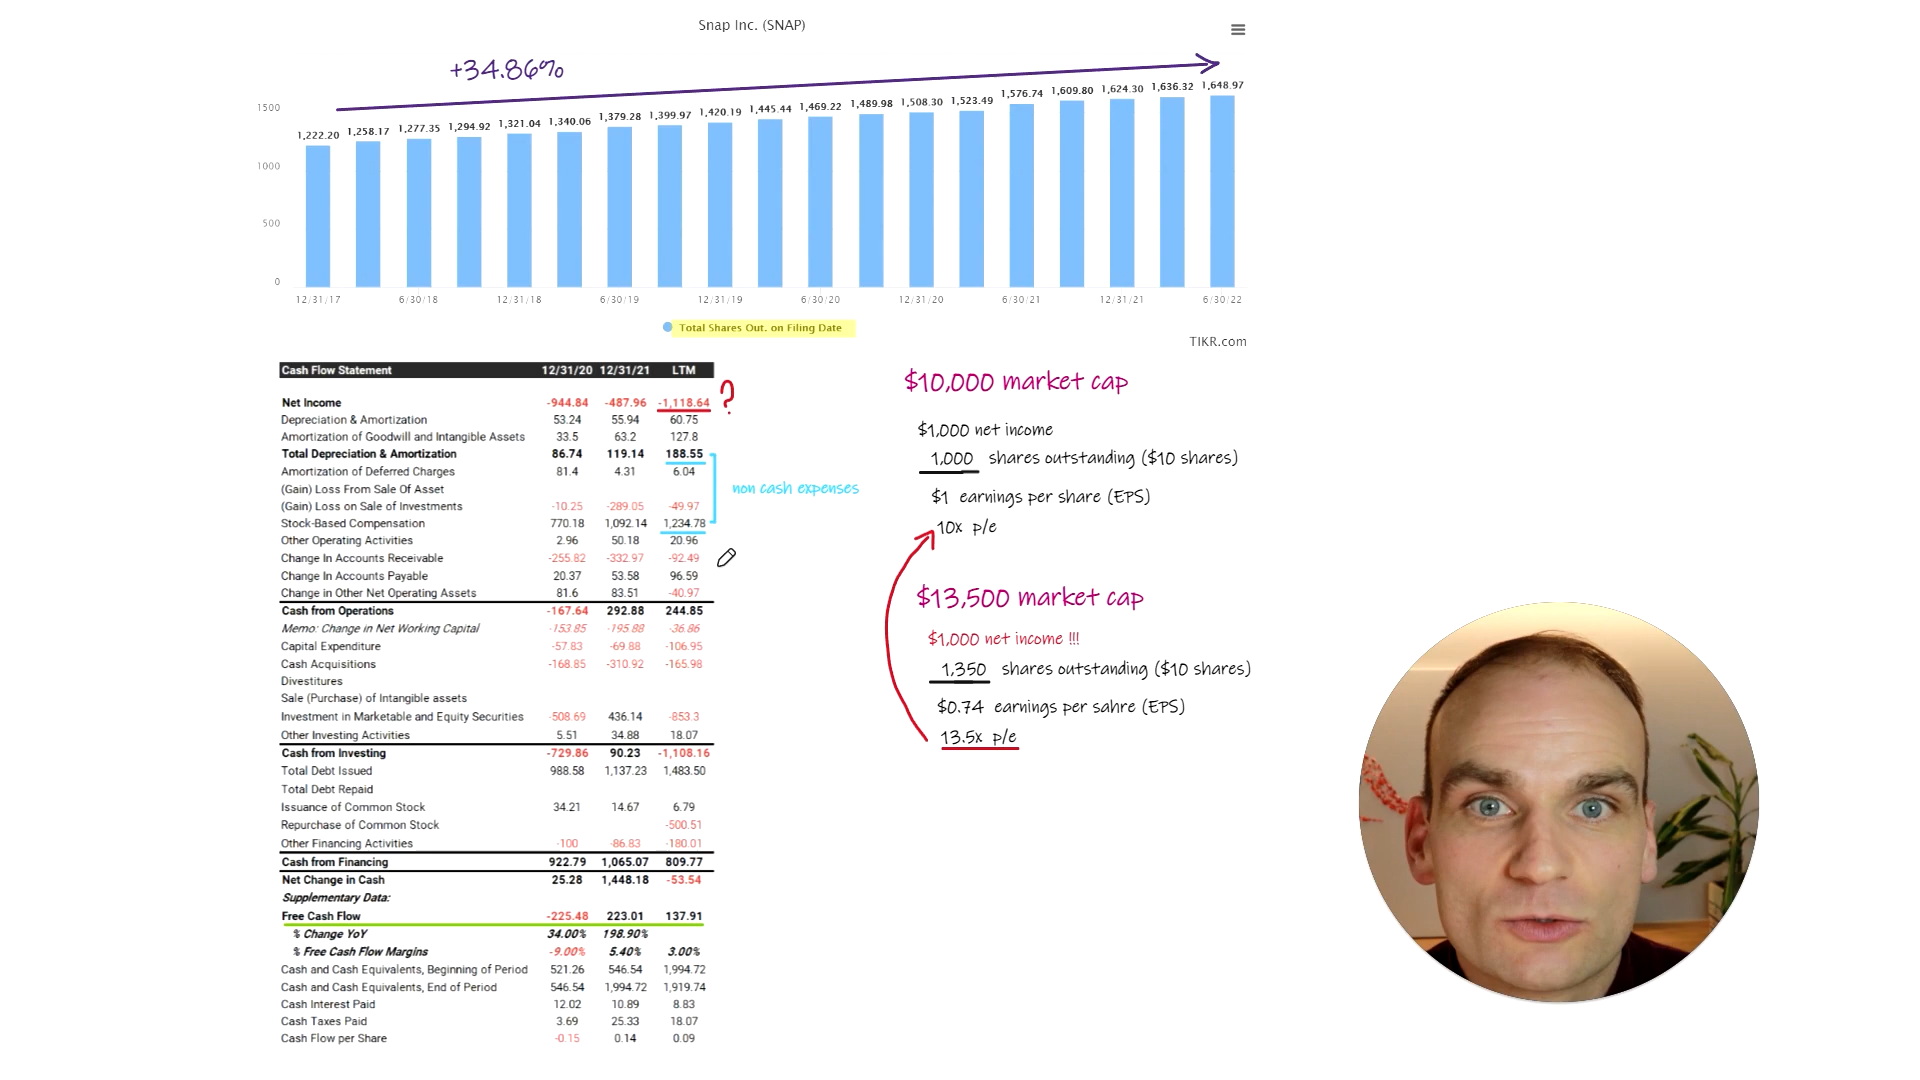 Snap Inc. (SNAP)
+34.86%
1500
1000
500
0
1,222.20 1,258.17 1,277.35 1,294.92 1,321.04 1,340.06 1,379.28 1,399.97 1,420.19 1,445.44 1,469.22 1,489.98 1,508.30 1,523.49 1,576.74 1,609.80 1,624.30 1,636.32 1,648.97
12/31/17 6/30/18 12/31/18 6/30/19 12/31/19 6/30/20 12/31/20 6/30/21 12/31/21 6/30/22
Total Shares Out. on Filing Date
TIKR.com
Cash Flow Statement 12/31/20 12/31/21 LTM
Net Income -944.84 -487.96 -1,118.64 ?
Depreciation & Amortization 53.24 55.94 60.75
Amortization of Goodwill and Intangible Assets 33.5 63.2 127.8
Total Depreciation & Amortization 86.74 119.14 188.55
Amortization of Deferred Charges 81.4 4.31 6.04
(Gain) Loss From Sale Of Asset
(Gain) Loss on Sale of Investments -10.25 -289.05 -49.97
Stock-Based Compensation 770.18 1,092.14 1,234.78
Other Operating Activities 2.96 50.18 20.96
Change In Accounts Receivable -255.82 -332.97 -92.49
Change In Accounts Payable 20.37 53.58 96.59
Change in Other Net Operating Assets 81.6 83.51 -40.97
Cash from Operations -167.64 292.88 244.85
Memo: Change in Net Working Capital -153.85 -195.88 -36.86
Capital Expenditure -57.83 -69.88 -106.95
Cash Acquisitions -168.85 -310.92 -165.98
Divestitures
Sale (Purchase) of Intangible assets
Investment in Marketable and Equity Securities -508.69 436.14 -853.3
Other Investing Activities 5.51 34.88 18.07
Cash from Investing -729.86 90.23 -1,108.16
Total Debt Issued 988.58 1,137.23 1,483.50
Total Debt Repaid
Issuance of Common Stock 34.21 14.67 6.79
Repurchase of Common Stock -500.51
Other Financing Activities -100 -86.83 -180.01
Cash from Financing 922.79 1,065.07 809.77
Net Change in Cash 25.28 1,448.18 -53.54
Supplementary Data:
Free Cash Flow -225.48 223.01 137.91
% Change YoY 34.00% 198.90%
% Free Cash Flow Margins -9.00% 5.40% 3.00%
Cash and Cash Equivalents, Beginning of Period 521.26 546.54 1,994.72
Cash and Cash Equivalents, End of Period 546.54 1,994.72 1,919.74
Cash Interest Paid 12.02 10.89 8.83
Cash Taxes Paid 3.69 25.33 18.07
Cash Flow per Share -0.15 0.14 0.09
non cash expenses
$10,000 market cap
$1,000 net income
1,000 shares outstanding ($10 shares)
$1 earnings per share (EPS)
10x p/e
$13,500 market cap
$1,000 net income !!!
1,350 shares outstanding ($10 shares)
$0.74 earnings per sahre (EPS)
13.5x p/e